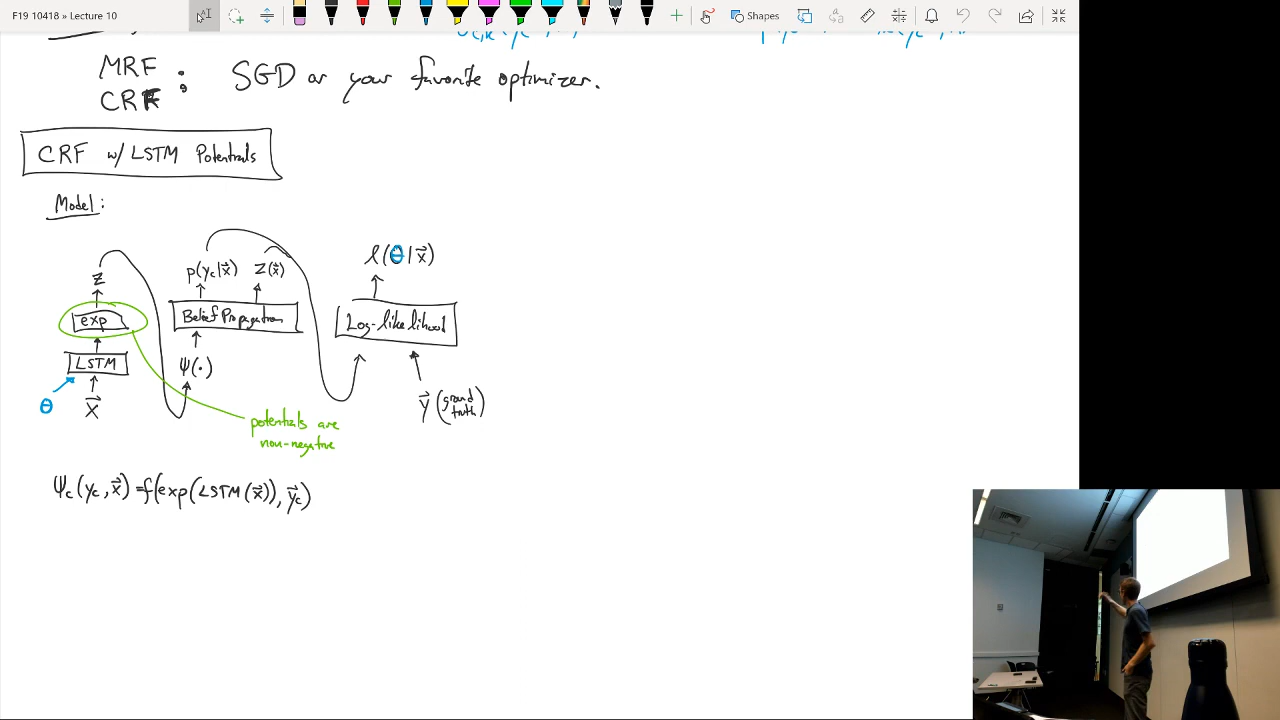 F19 10418 » Lecture 10
Shapes
MRF
CRF
: SGD or your favorite optimizer.
CRF w/ LSTM Potentials
Model:
z
exp
LSTM
θ
x⃗
p(y_c|x⃗) Z(x⃗)
Belief Propagation
ψ(·)
ℓ(θ|x⃗)
Log-likelihood
y⃗ (ground truth)
potentials are
non-negative
ψ_c(y_c, x⃗) = f(exp(LSTM(x⃗)), y⃗_c)